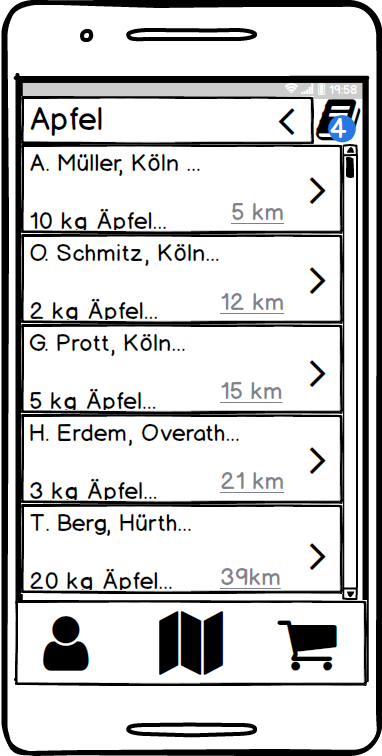 19:58
Apfel
4
A. Müller, Köln ...
5 km
10 kg Äpfel...
O. Schmitz, Köln...
12 km
2 kg Äpfel...
G. Prott, Köln...
15 km
5 kg Äpfel...
H. Erdem, Overath...
21 km
3 kg Äpfel...
T. Berg, Hürth...
39km
20 kg Äpfel...